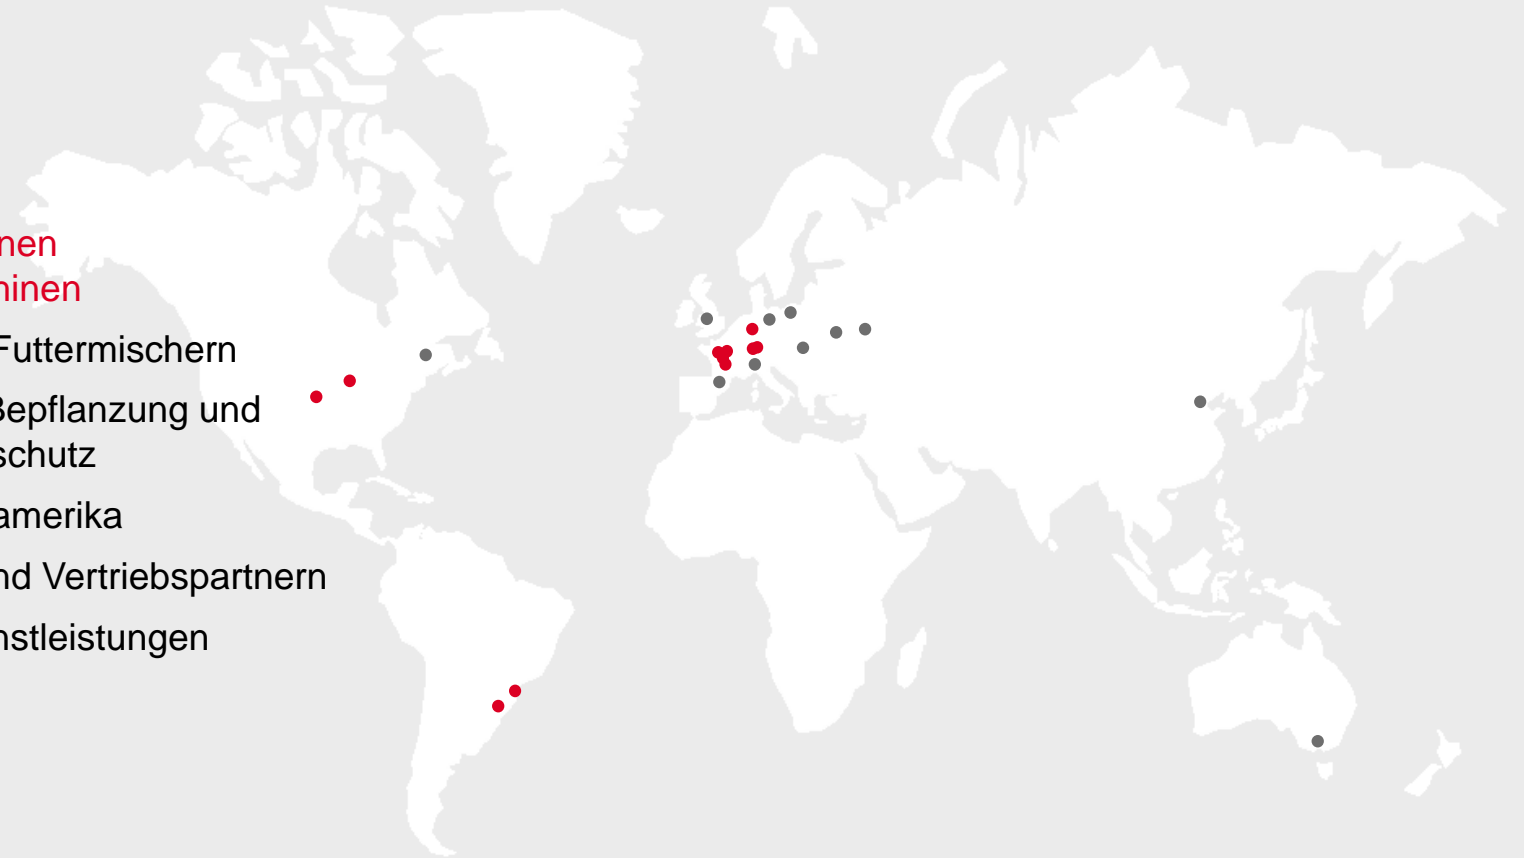 nen
hinen
Futtermischern
Bepflanzung und
schutz
amerika
nd Vertriebspartnern
nstleistungen